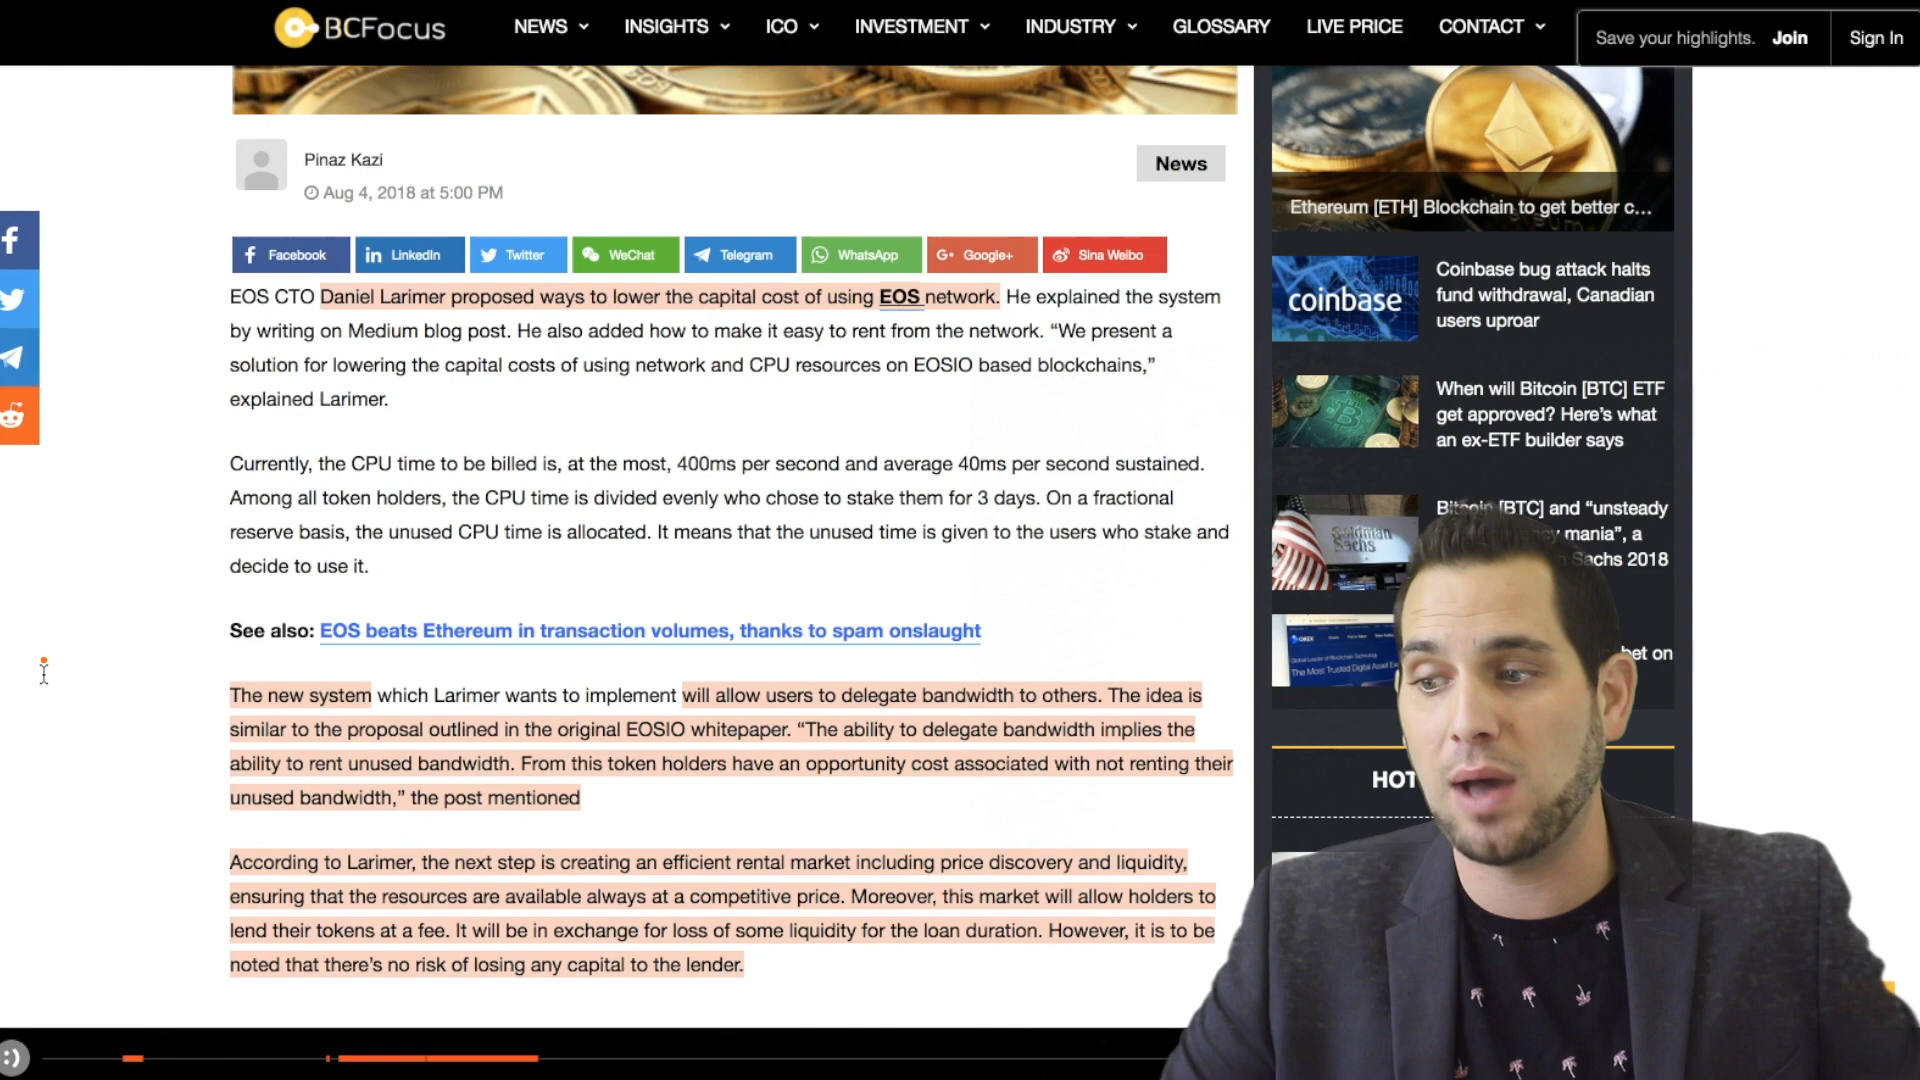 BCFocus
NEWS
INSIGHTS
ICO
INVESTMENT
INDUSTRY
GLOSSARY
LIVE PRICE
CONTACT
Save your highlights. Join
Sign In
Pinaz Kazi
Aug 4, 2018 at 5:00 PM
News
Facebook
LinkedIn
Twitter
WeChat
Telegram
WhatsApp
Google+
Sina Weibo
EOS CTO Daniel Larimer proposed ways to lower the capital cost of using EOS network. He explained the system
by writing on Medium blog post. He also added how to make it easy to rent from the network. “We present a
solution for lowering the capital costs of using network and CPU resources on EOSIO based blockchains,”
explained Larimer.
Currently, the CPU time to be billed is, at the most, 400ms per second and average 40ms per second sustained.
Among all token holders, the CPU time is divided evenly who chose to stake them for 3 days. On a fractional
reserve basis, the unused CPU time is allocated. It means that the unused time is given to the users who stake and
decide to use it.
See also: EOS beats Ethereum in transaction volumes, thanks to spam onslaught
The new system which Larimer wants to implement will allow users to delegate bandwidth to others. The idea is
similar to the proposal outlined in the original EOSIO whitepaper. “The ability to delegate bandwidth implies the
ability to rent unused bandwidth. From this token holders have an opportunity cost associated with not renting their
unused bandwidth,” the post mentioned
According to Larimer, the next step is creating an efficient rental market including price discovery and liquidity,
ensuring that the resources are available always at a competitive price. Moreover, this market will allow holders to
lend their tokens at a fee. It will be in exchange for loss of some liquidity for the loan duration. However, it is to be
noted that there’s no risk of losing any capital to the lender.
Ethereum [ETH] Blockchain to get better c...
coinbase
Coinbase bug attack halts
fund withdrawal, Canadian
users uproar
When will Bitcoin [BTC] ETF
get approved? Here’s what
an ex-ETF builder says
Goldman
Sachs
Bitcoin [BTC] and “unsteady
mania”, a
Sachs 2018
OKEX
The Most Trusted Digital Asset
bet on
HOT